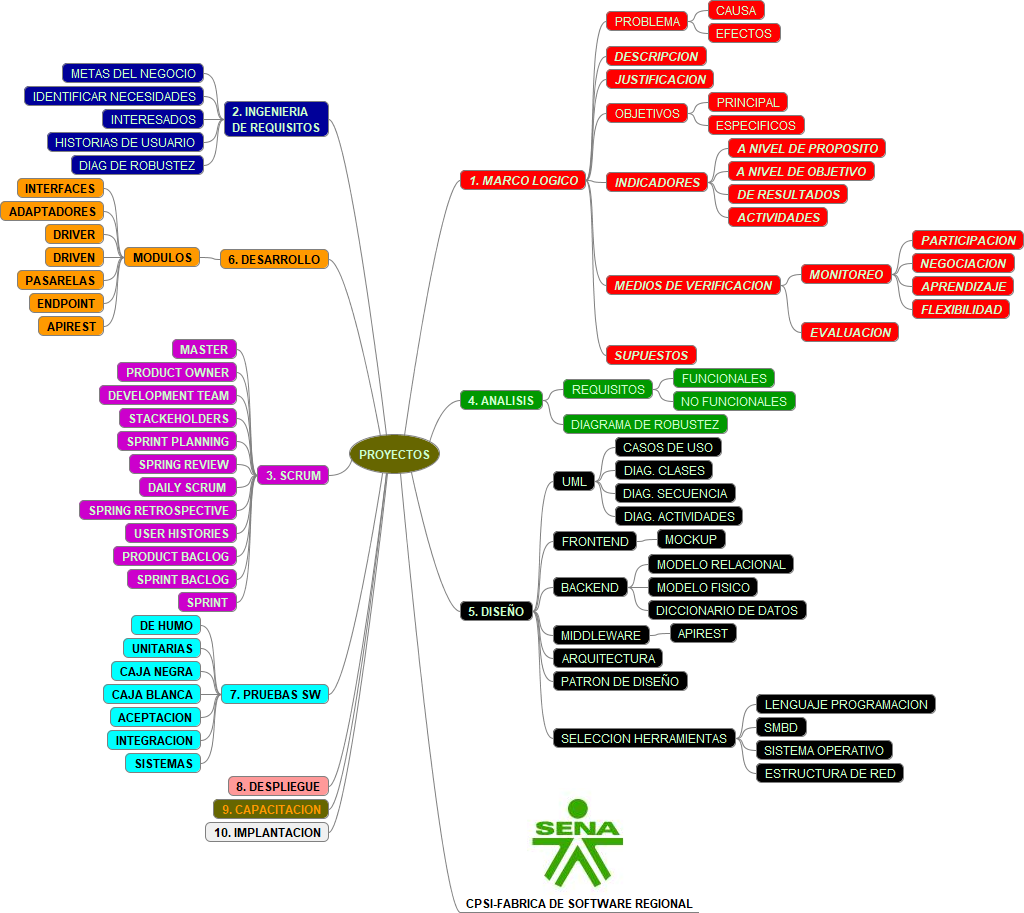 PROYECTOS
1. MARCO LOGICO
PROBLEMA
CAUSA
EFECTOS
DESCRIPCION
JUSTIFICACION
OBJETIVOS
PRINCIPAL
ESPECIFICOS
INDICADORES
A NIVEL DE PROPOSITO
A NIVEL DE OBJETIVO
DE RESULTADOS
ACTIVIDADES
MEDIOS DE VERIFICACION
MONITOREO
PARTICIPACION
NEGOCIACION
APRENDIZAJE
FLEXIBILIDAD
EVALUACION
SUPUESTOS
2. INGENIERIA
DE REQUISITOS
METAS DEL NEGOCIO
IDENTIFICAR NECESIDADES
INTERESADOS
HISTORIAS DE USUARIO
DIAG DE ROBUSTEZ
3. SCRUM
MASTER
PRODUCT OWNER
DEVELOPMENT TEAM
STACKEHOLDERS
SPRINT PLANNING
SPRING REVIEW
DAILY SCRUM
SPRING RETROSPECTIVE
USER HISTORIES
PRODUCT BACLOG
SPRINT BACLOG
SPRINT
4. ANALISIS
REQUISITOS
FUNCIONALES
NO FUNCIONALES
DIAGRAMA DE ROBUSTEZ
5. DISEÑO
UML
CASOS DE USO
DIAG. CLASES
DIAG. SECUENCIA
DIAG. ACTIVIDADES
FRONTEND
MOCKUP
BACKEND
MODELO RELACIONAL
MODELO FISICO
DICCIONARIO DE DATOS
MIDDLEWARE
APIREST
ARQUITECTURA
PATRON DE DISEÑO
SELECCION HERRAMIENTAS
LENGUAJE PROGRAMACION
SMBD
SISTEMA OPERATIVO
ESTRUCTURA DE RED
6. DESARROLLO
MODULOS
INTERFACES
ADAPTADORES
DRIVER
DRIVEN
PASARELAS
ENDPOINT
APIREST
7. PRUEBAS SW
DE HUMO
UNITARIAS
CAJA NEGRA
CAJA BLANCA
ACEPTACION
INTEGRACION
SISTEMAS
8. DESPLIEGUE
9. CAPACITACION
10. IMPLANTACION
SENA
CPSI-FABRICA DE SOFTWARE REGIONAL